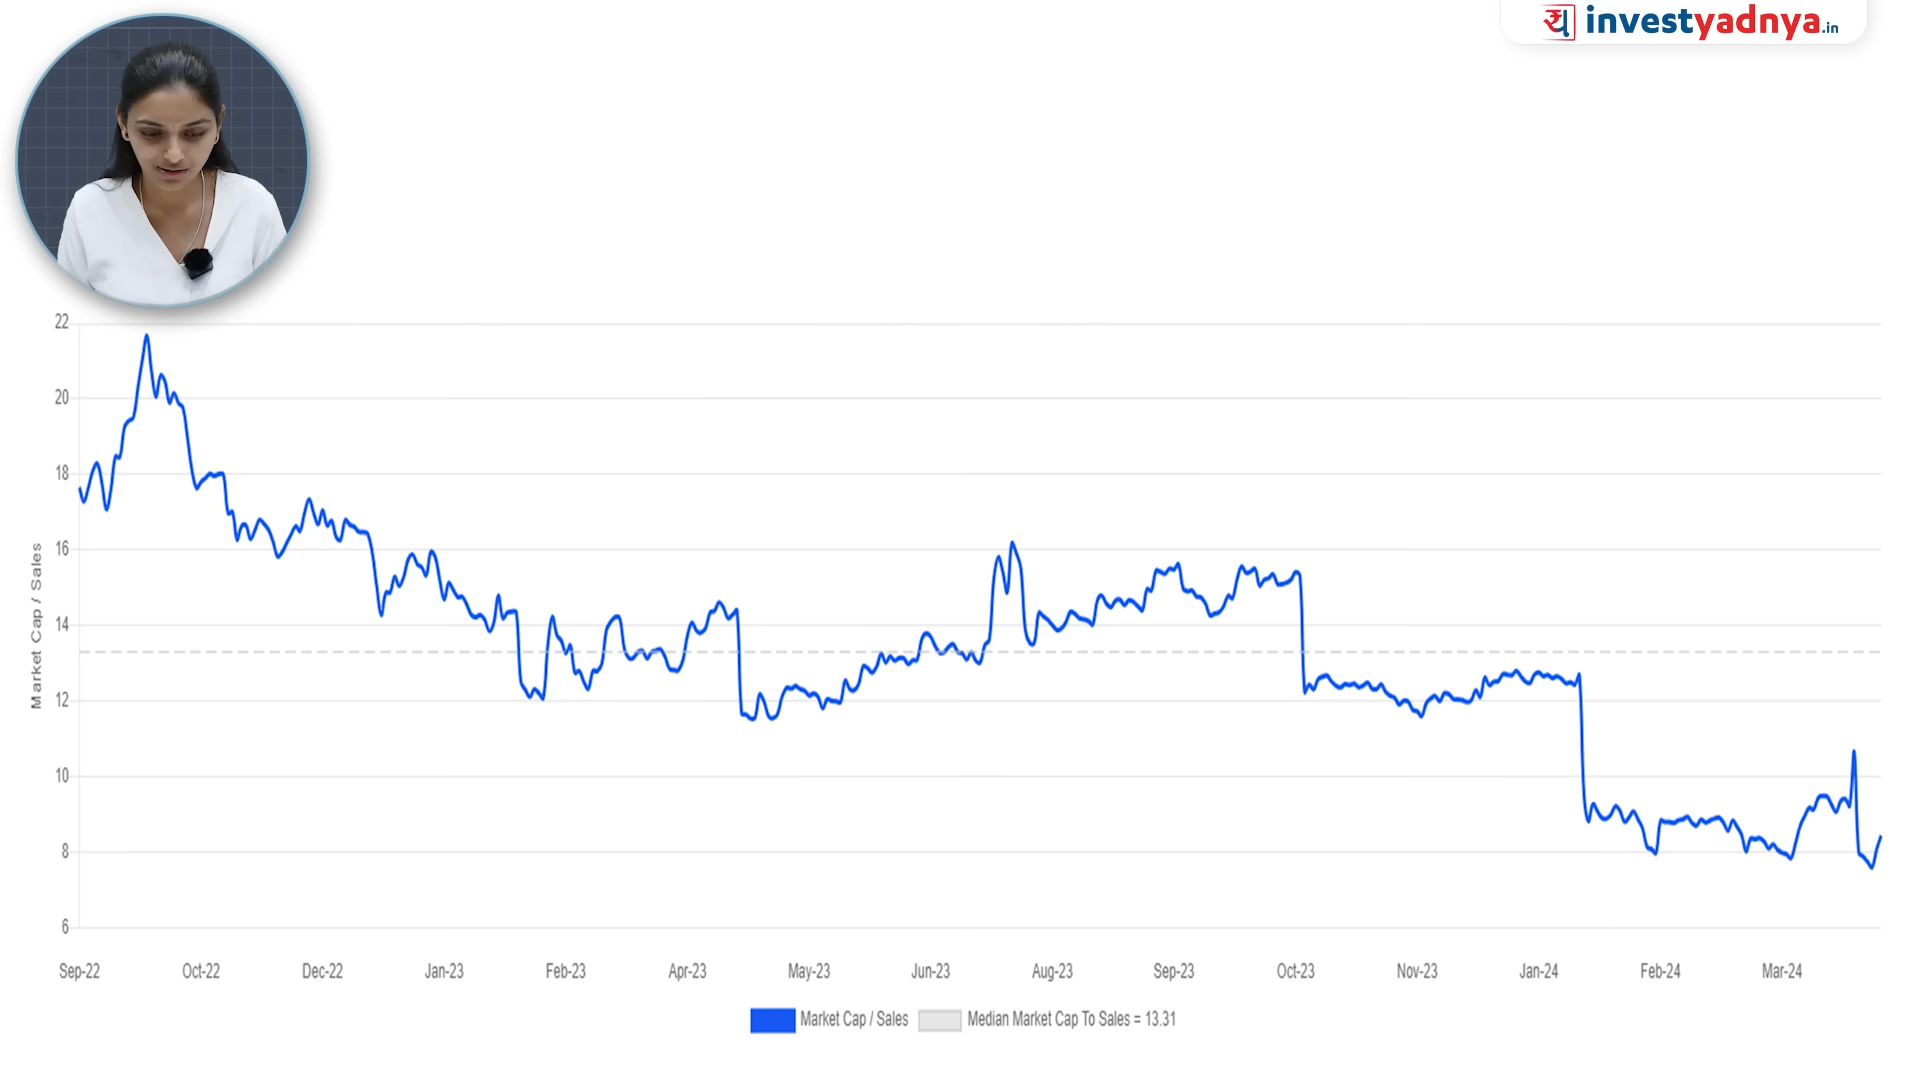 य investyadnya.in
22
20
18
16
14
12
10
8
6
Market Cap / Sales
Sep-22 Oct-22 Dec-22 Jan-23 Feb-23 Apr-23 May-23 Jun-23 Aug-23 Sep-23 Oct-23 Nov-23 Jan-24 Feb-24 Mar-24
Market Cap / Sales Median Market Cap To Sales = 13.31